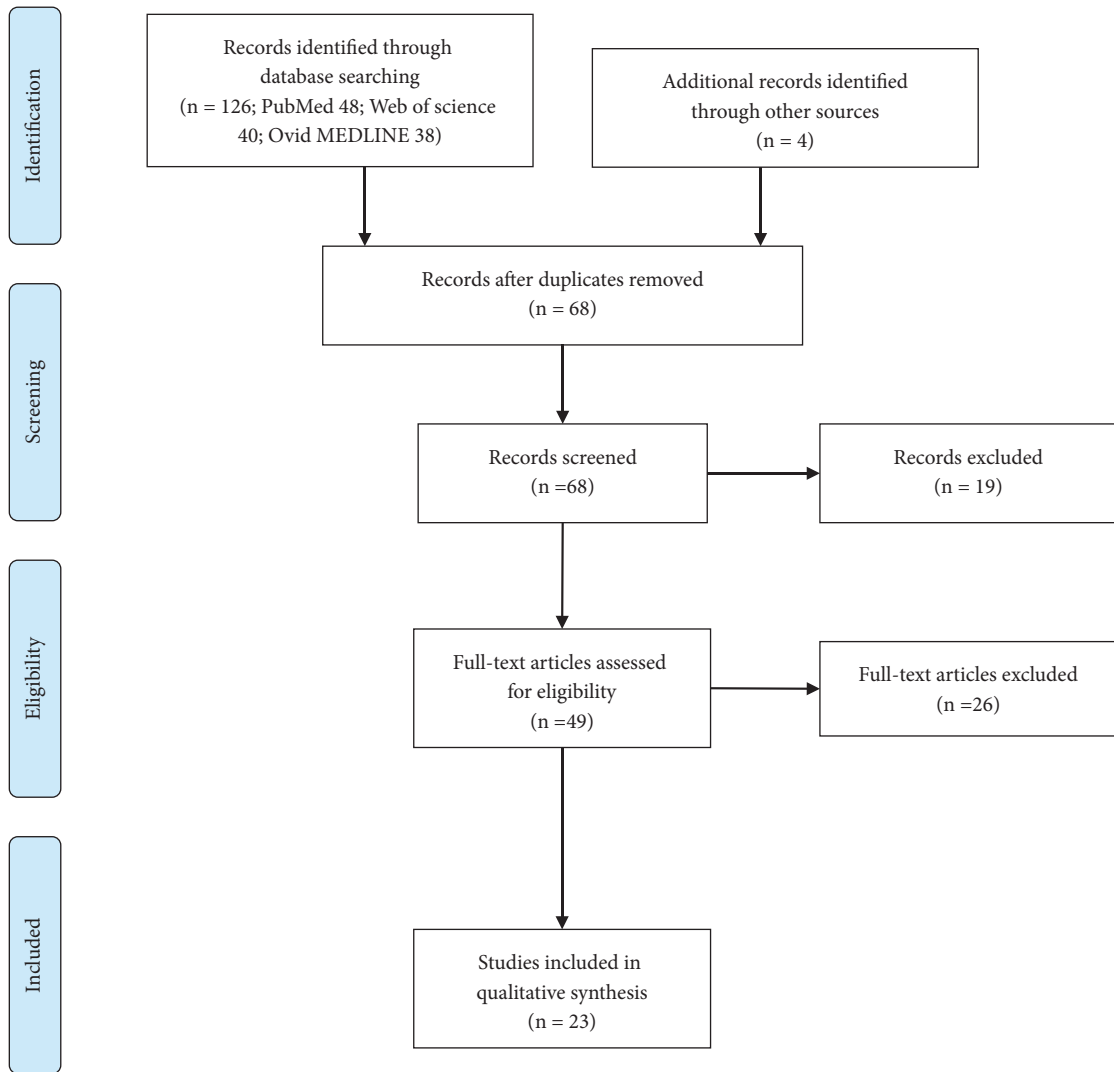 Identification
Records identified through
database searching
(n = 126; PubMed 48; Web of science
40; Ovid MEDLINE 38)
Additional records identified
through other sources
(n = 4)
Records after duplicates removed
(n = 68)
Screening
Records screened
(n =68)
Records excluded
(n = 19)
Eligibility
Full-text articles assessed
for eligibility
(n =49)
Full-text articles excluded
(n =26)
Included
Studies included in
qualitative synthesis
(n = 23)